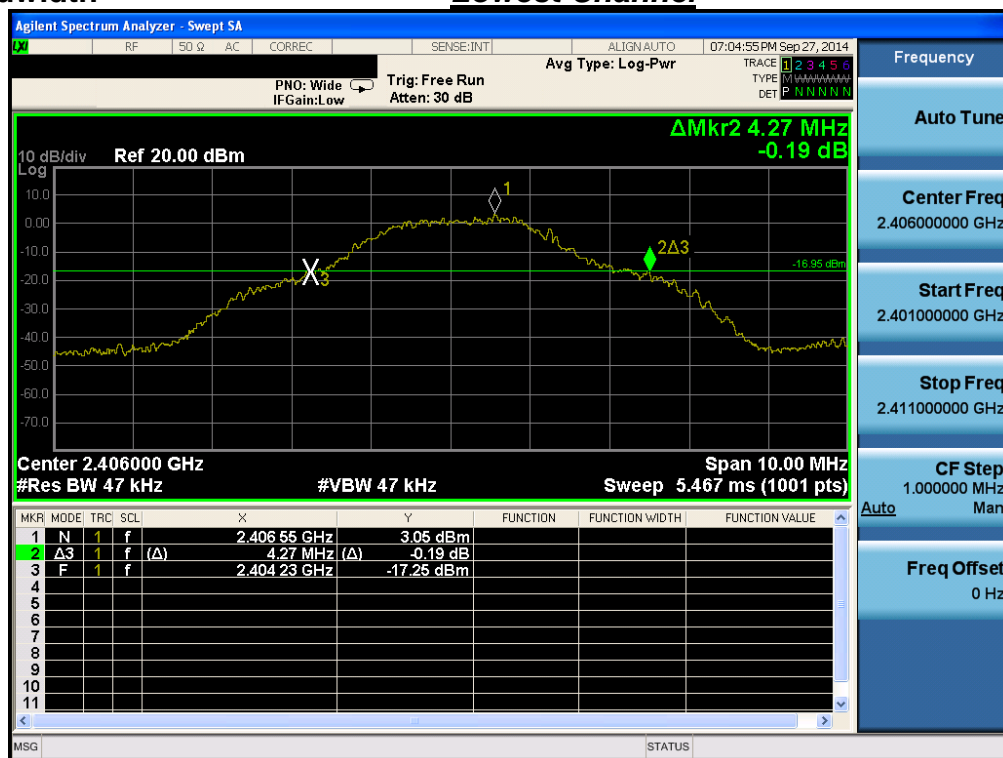 Lowest Channel
Agilent Spectrum Analyzer - Swept SA
LXI RF 50 Ω AC CORREC SENSE:INT ALIGN AUTO 07:04:55 PM Sep 27, 2014
Avg Type: Log-Pwr
TRACE 1 2 3 4 5 6
TYPE M WWWWW
DET P N N N N N
PNO: Wide
IFGain:Low
Trig: Free Run
Atten: 30 dB
ΔMkr2 4.27 MHz
-0.19 dB
10 dB/div Ref 20.00 dBm
Log
10.0
0.00
-10.0
-20.0
-30.0
-40.0
-50.0
-60.0
-70.0
1
2Δ3
3
-16.95 dBm
Center 2.406000 GHz Span 10.00 MHz
#Res BW 47 kHz #VBW 47 kHz Sweep 5.467 ms (1001 pts)
MKR MODE TRC SCL X Y FUNCTION FUNCTION WIDTH FUNCTION VALUE
1 N 1 f 2.406 55 GHz 3.05 dBm
2 Δ3 1 f (Δ) 4.27 MHz (Δ) -0.19 dB
3 F 1 f 2.404 23 GHz -17.25 dBm
4
5
6
7
8
9
10
11
MSG STATUS
Frequency
Auto Tune
Center Freq
2.406000000 GHz
Start Freq
2.401000000 GHz
Stop Freq
2.411000000 GHz
CF Step
1.000000 MHz
Auto Man
Freq Offset
0 Hz